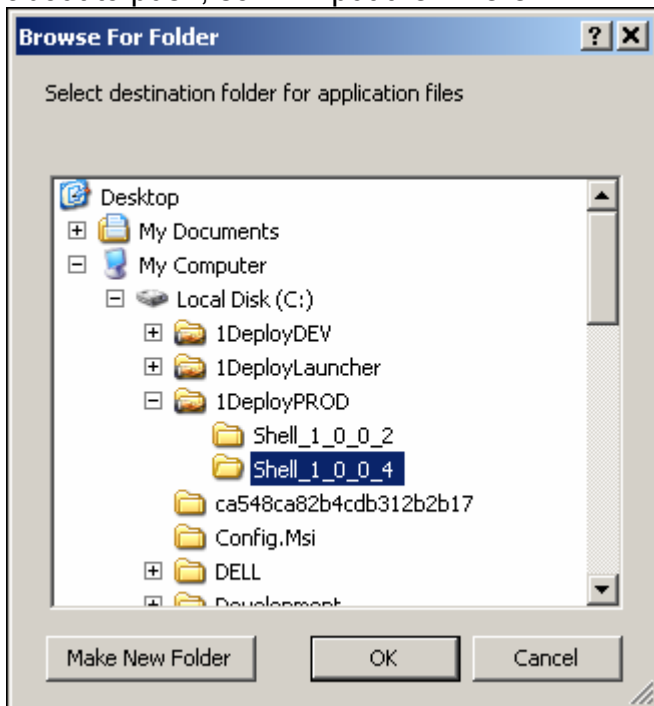 Browse For Folder
Select destination folder for application files
Desktop
My Documents
My Computer
Local Disk (C:)
1DeployDEV
1DeployLauncher
1DeployPROD
Shell_1_0_0_2
Shell_1_0_0_4
ca548ca82b4cdb312b2b17
Config.Msi
DELL
Development
Make New Folder OK Cancel